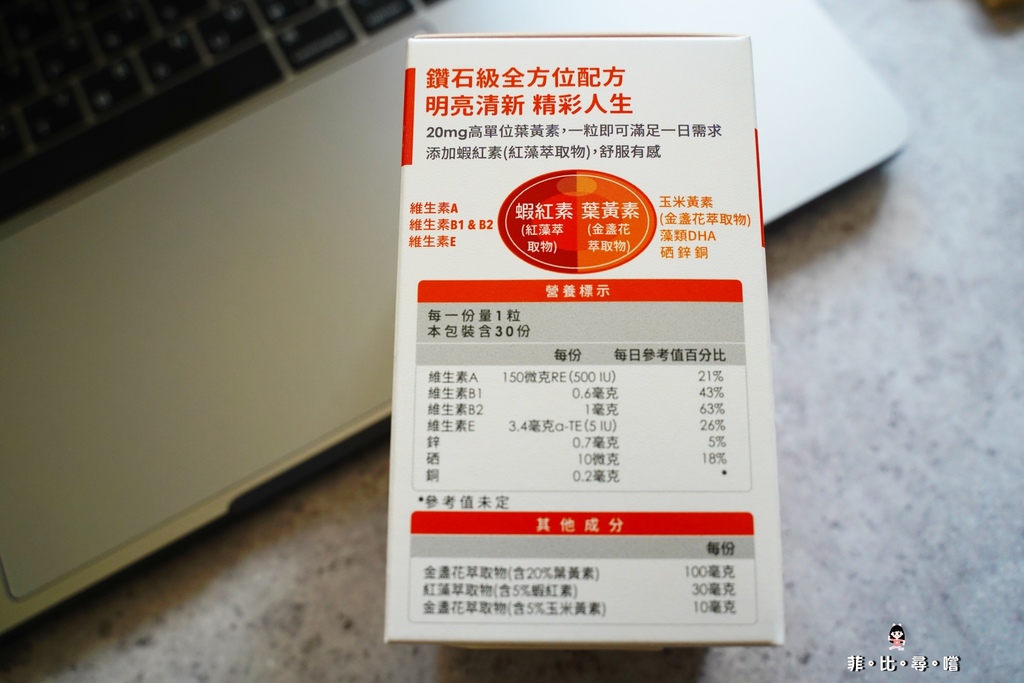 鑽石級全方位配方
明亮清新 精彩人生
20mg高單位葉黃素,一粒即可滿足一日需求
添加蝦紅素(紅藻萃取物),舒服有感
維生素A
維生素B1 & B2
維生素E
蝦紅素
(紅藻萃
取物)
葉黃素
(金盞花
萃取物)
玉米黃素
(金盞花萃取物)
藻類DHA
硒 鋅 銅
營養標示
每一份量1粒
本包裝含30份
每份 每日參考值百分比
維生素A 150微克RE(500 IU) 21%
維生素B1 0.6毫克 43%
維生素B2 1毫克 63%
維生素E 3.4毫克α-TE(5 IU) 26%
鋅 0.7毫克 5%
硒 10微克 18%
銅 0.2毫克 *
*參考值未定
其他成分
每份
金盞花萃取物(含20%葉黃素) 100毫克
紅藻萃取物(含5%蝦紅素) 30毫克
金盞花萃取物(含5%玉米黃素) 10毫克
菲。比。尋。嚐